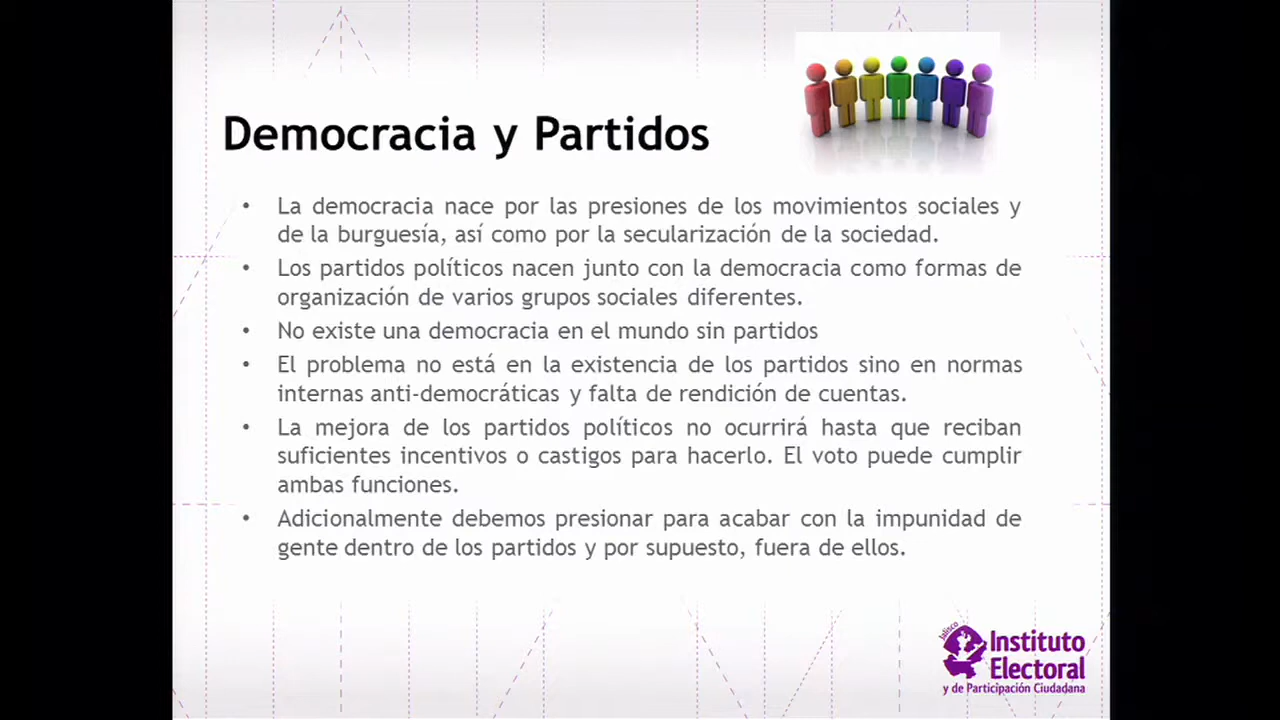 Democracia y Partidos
• La democracia nace por las presiones de los movimientos sociales y
de la burguesía, así como por la secularización de la sociedad.
• Los partidos políticos nacen junto con la democracia como formas de
organización de varios grupos sociales diferentes.
• No existe una democracia en el mundo sin partidos
• El problema no está en la existencia de los partidos sino en normas
internas anti-democráticas y falta de rendición de cuentas.
• La mejora de los partidos políticos no ocurrirá hasta que reciban
suficientes incentivos o castigos para hacerlo. El voto puede cumplir
ambas funciones.
• Adicionalmente debemos presionar para acabar con la impunidad de
gente dentro de los partidos y por supuesto, fuera de ellos.
Jalisco
Instituto
Electoral
y de Participación Ciudadana